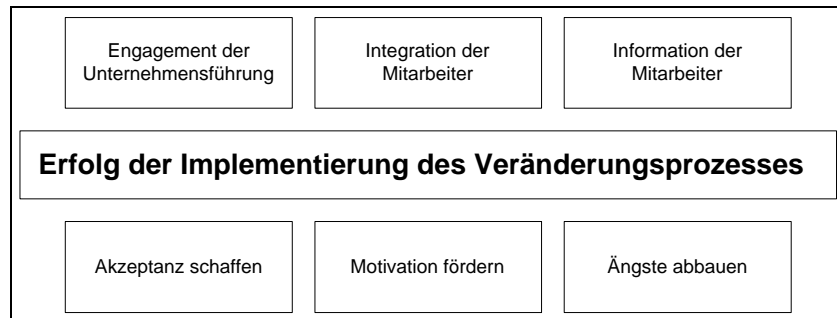 Engagement der
Unternehmensführung
Integration der
Mitarbeiter
Information der
Mitarbeiter
Erfolg der Implementierung des Veränderungsprozesses
Akzeptanz schaffen
Motivation fördern
Ängste abbauen